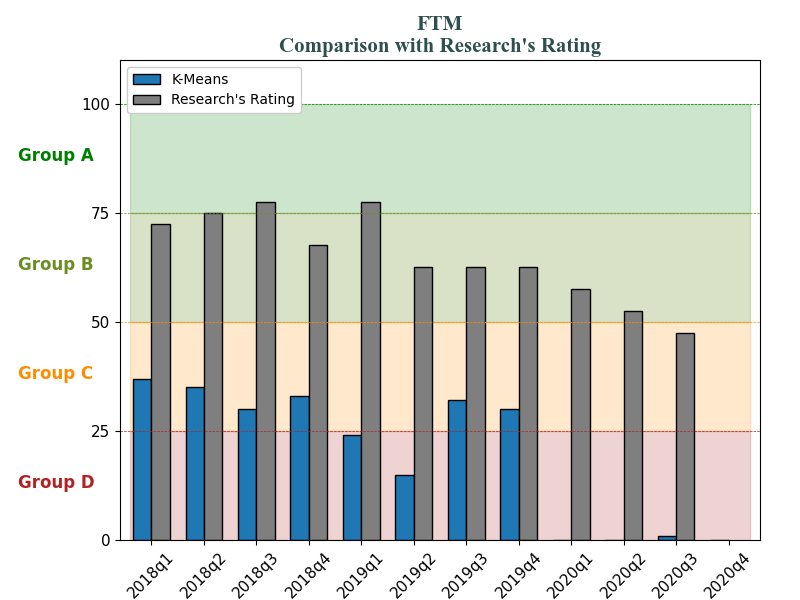 FTM
Comparison with Research's Rating
K-Means
Research's Rating
100
Group A
75
Group B
50
Group C
25
Group D
0
2018q1
2018q2
2018q3
2018q4
2019q1
2019q2
2019q3
2019q4
2020q1
2020q2
2020q3
2020q4